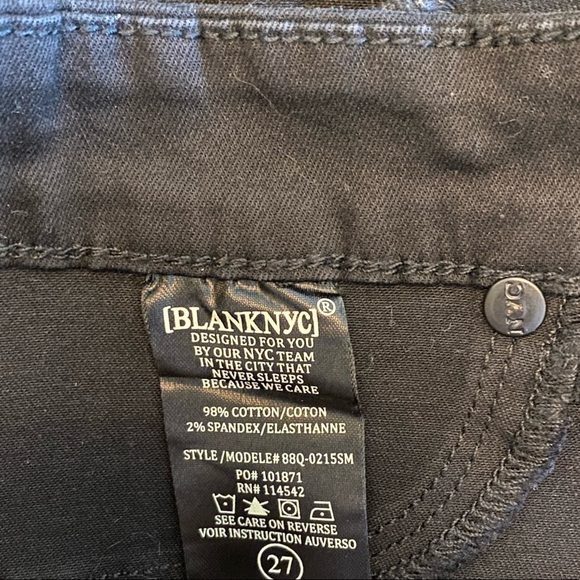 [BLANKNYC]®
DESIGNED FOR YOU
BY OUR NYC TEAM
IN THE CITY THAT
NEVER SLEEPS
BECAUSE WE CARE
98% COTTON/COTON
2% SPANDEX/ELASTHANNE
STYLE/MODELE# 88Q-0215SM
PO# 101871
RN# 114542
SEE CARE ON REVERSE
VOIR INSTRUCTION AUVERSO
27
NYC